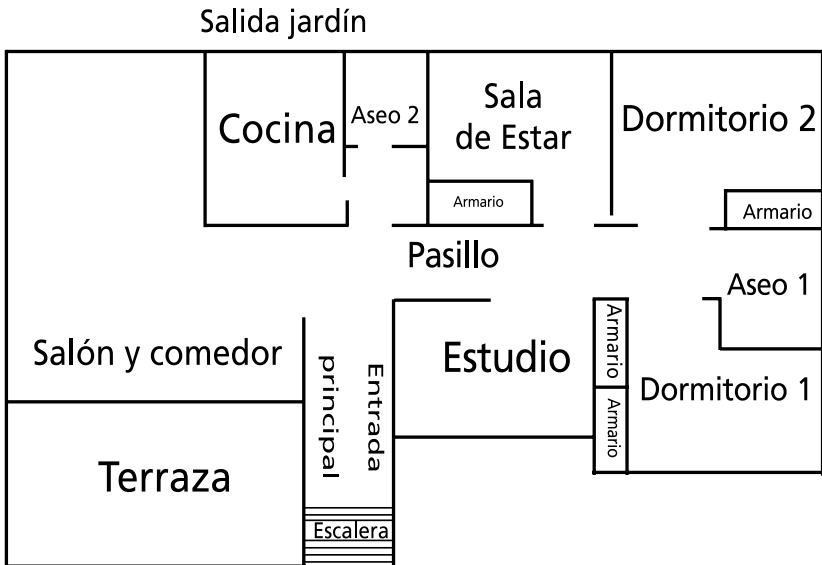 Salida jardín
Cocina
Aseo 2
Sala
de Estar
Dormitorio 2
Armario
Armario
Pasillo
Aseo 1
Salón y comedor
Entrada
principal
Estudio
Armario
Armario
Dormitorio 1
Terraza
Escalera